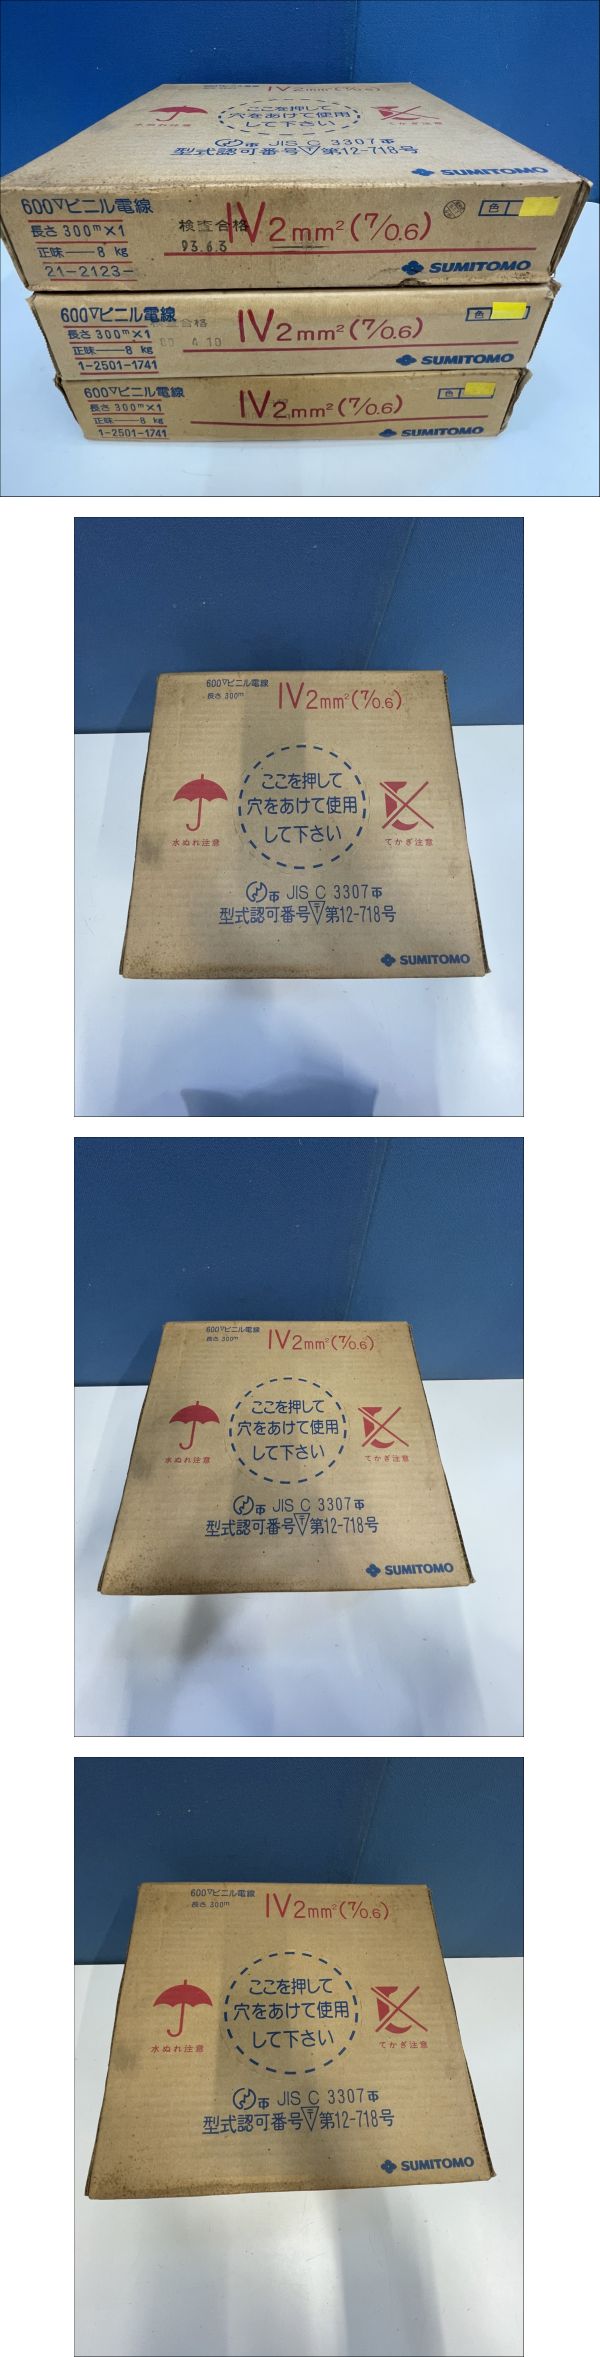 IV2mm²(7/0.6)
ここを押して
穴をあけて使用
して下さい
てかぎ注意
JIS C 3307
型式認可番号〒第12-718号
SUMITOMO
600Vビニル電線
長さ 300m×1
正味—8 kg
21-2123-
検査合格
93.6.3
IV2mm²(7/0.6)
色
SUMITOMO
600Vビニル電線
長さ 300m×1
正味—8 kg
1-2501-1741
検査合格
4 10
IV2mm²(7/0.6)
色
SUMITOMO
600Vビニル電線
長さ 300m×1
正味—8 kg
1-2501-1741
IV2mm²(7/0.6)
色
SUMITOMO
600Vビニル電線
長さ 300m
IV2mm²(7/0.6)
ここを押して
穴をあけて使用
して下さい
水ぬれ注意
てかぎ注意
JIS C 3307
型式認可番号〒第12-718号
SUMITOMO
600Vビニル電線
長さ 300m
IV2mm²(7/0.6)
ここを押して
穴をあけて使用
して下さい
水ぬれ注意
てかぎ注意
JIS C 3307
型式認可番号〒第12-718号
SUMITOMO
600Vビニル電線
長さ 300m
IV2mm²(7/0.6)
ここを押して
穴をあけて使用
して下さい
水ぬれ注意
てかぎ注意
JIS C 3307
型式認可番号〒第12-718号
SUMITOMO